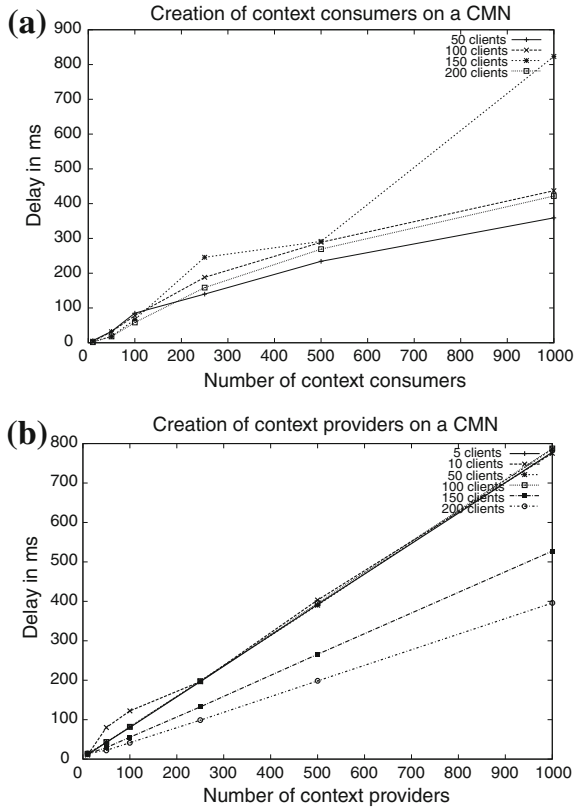 (a)
Creation of context consumers on a CMN
900
800
700
600
500
400
300
200
100
0
Delay in ms
50 clients
100 clients
150 clients
200 clients
0 100 200 300 400 500 600 700 800 900 1000
Number of context consumers
(b)
Creation of context providers on a CMN
800
700
600
500
400
300
200
100
0
Delay in ms
5 clients
10 clients
50 clients
100 clients
150 clients
200 clients
0 100 200 300 400 500 600 700 800 900 1000
Number of context providers